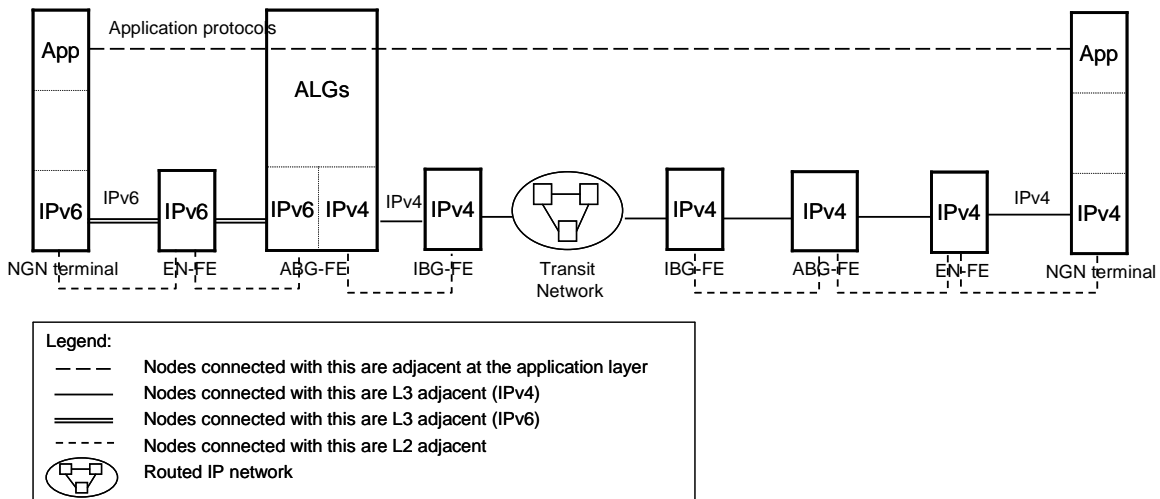 Application protocols
App
App
ALGs
IPv6
IPv6
IPv6
IPv6
IPv4
IPv4
IPv4
IPv4
IPv4
IPv4
IPv4
IPv4
NGN terminal
EN-FE
ABG-FE
IBG-FE
Transit
Network
IBG-FE
ABG-FE
EN-FE
NGN terminal
Legend:
Nodes connected with this are adjacent at the application layer
Nodes connected with this are L3 adjacent (IPv4)
Nodes connected with this are L3 adjacent (IPv6)
Nodes connected with this are L2 adjacent
Routed IP network